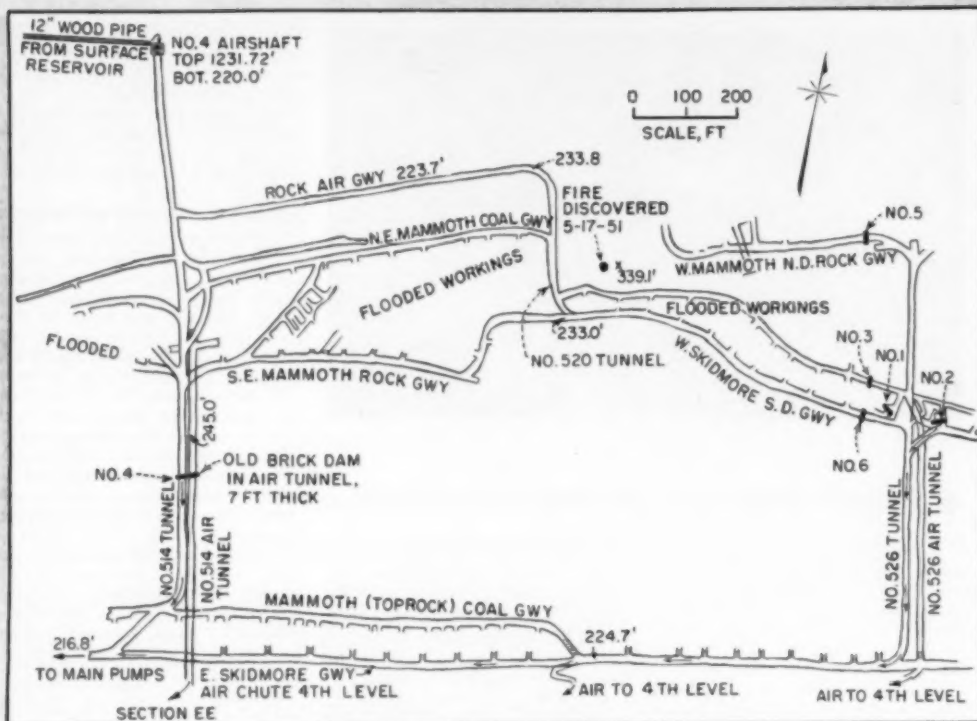 12" WOOD PIPE
FROM SURFACE
RESERVOIR
NO.4 AIRSHAFT
TOP 1231.72'
BOT. 220.0'
0 100 200
SCALE, FT
ROCK AIR GWY 223.7'
233.8
FIRE
DISCOVERED
5-17-51
NO.5
N.E. MAMMOTH COAL GWY
339.1'
W. MAMMOTH N.D. ROCK GWY
FLOODED WORKINGS
FLOODED WORKINGS
FLOODED
233.0'
NO.3
NO.1
NO.2
S.E. MAMMOTH ROCK GWY
NO. 520 TUNNEL
W. SKIDMORE S.D. GWY
245.0'
NO.6
NO.4
OLD BRICK DAM
IN AIR TUNNEL,
7 FT THICK
NO.514 TUNNEL
NO.514 AIR
TUNNEL
NO.526 TUNNEL
NO.526 AIR TUNNEL
MAMMOTH (TOPROCK) COAL GWY
216.8'
224.7'
TO MAIN PUMPS
E. SKIDMORE GWY
AIR CHUTE 4TH LEVEL
AIR TO 4TH LEVEL
AIR TO 4TH LEVEL
SECTION EE